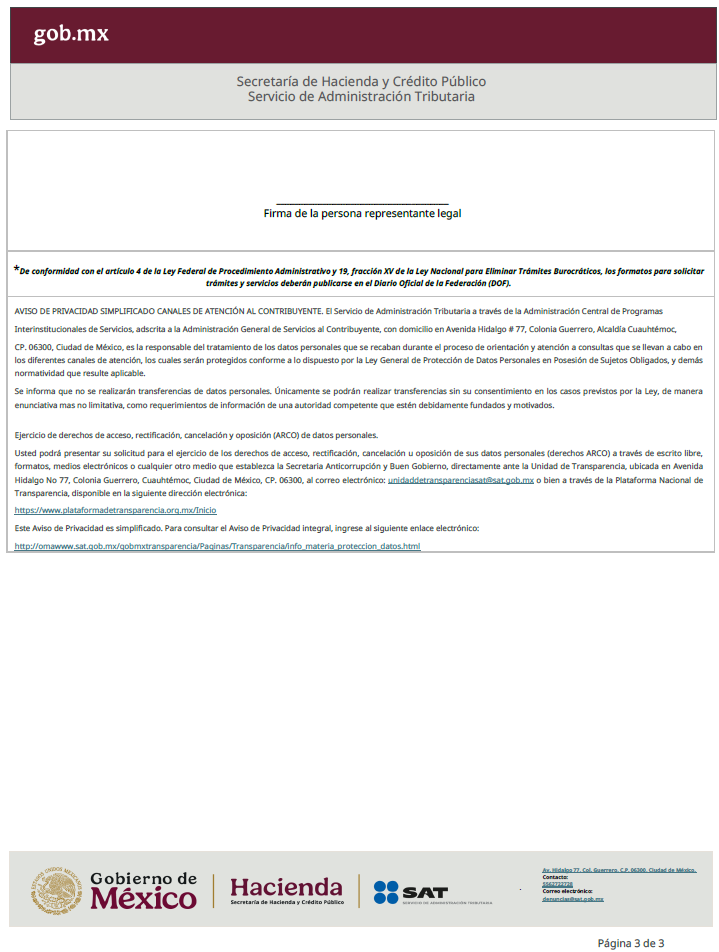 gob.mx
Secretaría de Hacienda y Crédito Público
Servicio de Administración Tributaria
Firma de la persona representante legal
*De conformidad con el artículo 4 de la Ley Federal de Procedimiento Administrativo y 19, fracción XV de la Ley Nacional para Eliminar Trámites Burocráticos, los formatos para solicitar
trámites y servicios deberán publicarse en el Diario Oficial de la Federación (DOF).
AVISO DE PRIVACIDAD SIMPLIFICADO CANALES DE ATENCIÓN AL CONTRIBUYENTE. El Servicio de Administración Tributaria a través de la Administración Central de Programas
Interinstitucionales de Servicios, adscrita a la Administración General de Servicios al Contribuyente, con domicilio en Avenida Hidalgo # 77, Colonia Guerrero, Alcaldía Cuauhtémoc,
CP. 06300, Ciudad de México, es la responsable del tratamiento de los datos personales que se recaban durante el proceso de orientación y atención a consultas que se llevan a cabo en
los diferentes canales de atención, los cuales serán protegidos conforme a lo dispuesto por la Ley General de Protección de Datos Personales en Posesión de Sujetos Obligados, y demás
normatividad que resulte aplicable.
Se informa que no se realizarán transferencias de datos personales. Únicamente se podrán realizar transferencias sin su consentimiento en los casos previstos por la Ley, de manera
enunciativa mas no limitativa, como requerimientos de información de una autoridad competente que estén debidamente fundados y motivados.
Ejercicio de derechos de acceso, rectificación, cancelación y oposición (ARCO) de datos personales.
Usted podrá presentar su solicitud para el ejercicio de los derechos de acceso, rectificación, cancelación u oposición de sus datos personales (derechos ARCO) a través de escrito libre,
formatos, medios electrónicos o cualquier otro medio que establezca la Secretaria Anticorrupción y Buen Gobierno, directamente ante la Unidad de Transparencia, ubicada en Avenida
Hidalgo No 77, Colonia Guerrero, Cuauhtémoc, Ciudad de México, CP. 06300, al correo electrónico: unidaddetransparenciasat@sat.gob.mx o bien a través de la Plataforma Nacional de
Transparencia, disponible en la siguiente dirección electrónica:
https://www.plataformadetransparencia.org.mx/Inicio
Este Aviso de Privacidad es simplificado. Para consultar el Aviso de Privacidad integral, ingrese al siguiente enlace electrónico:
http://omawww.sat.gob.mx/gobmxtransparencia/Paginas/Transparencia/info_materia_proteccion_datos.html
Gobierno de
México
Hacienda
Secretaría de Hacienda y Crédito Público
SAT
SERVICIO DE ADMINISTRACIÓN TRIBUTARIA
Av. Hidalgo 77, Col. Guerrero, C.P. 06300, Ciudad de México.
Contacto:
Correo electrónico:
denuncias@sat.gob.mx
Página 3 de 3